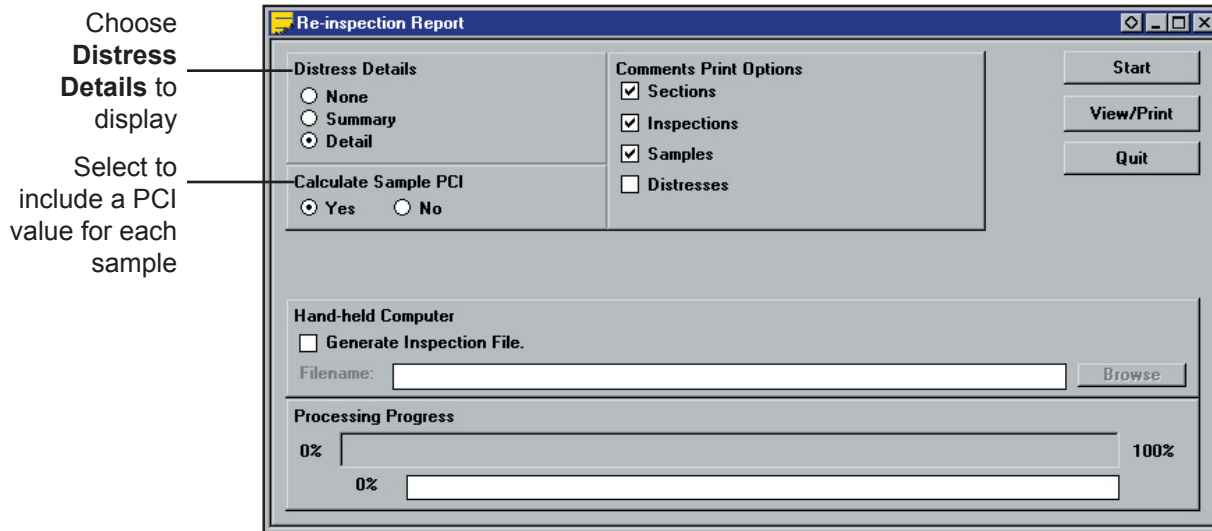 Choose
Distress
Details to
display
Select to
include a PCI
value for each
sample
Re-inspection Report
Distress Details
None
Summary
Detail
Calculate Sample PCI
Yes No
Comments Print Options
Sections
Inspections
Samples
Distresses
Start
View/Print
Quit
Hand-held Computer
Generate Inspection File.
Filename:
Browse
Processing Progress
0% 100%
0%